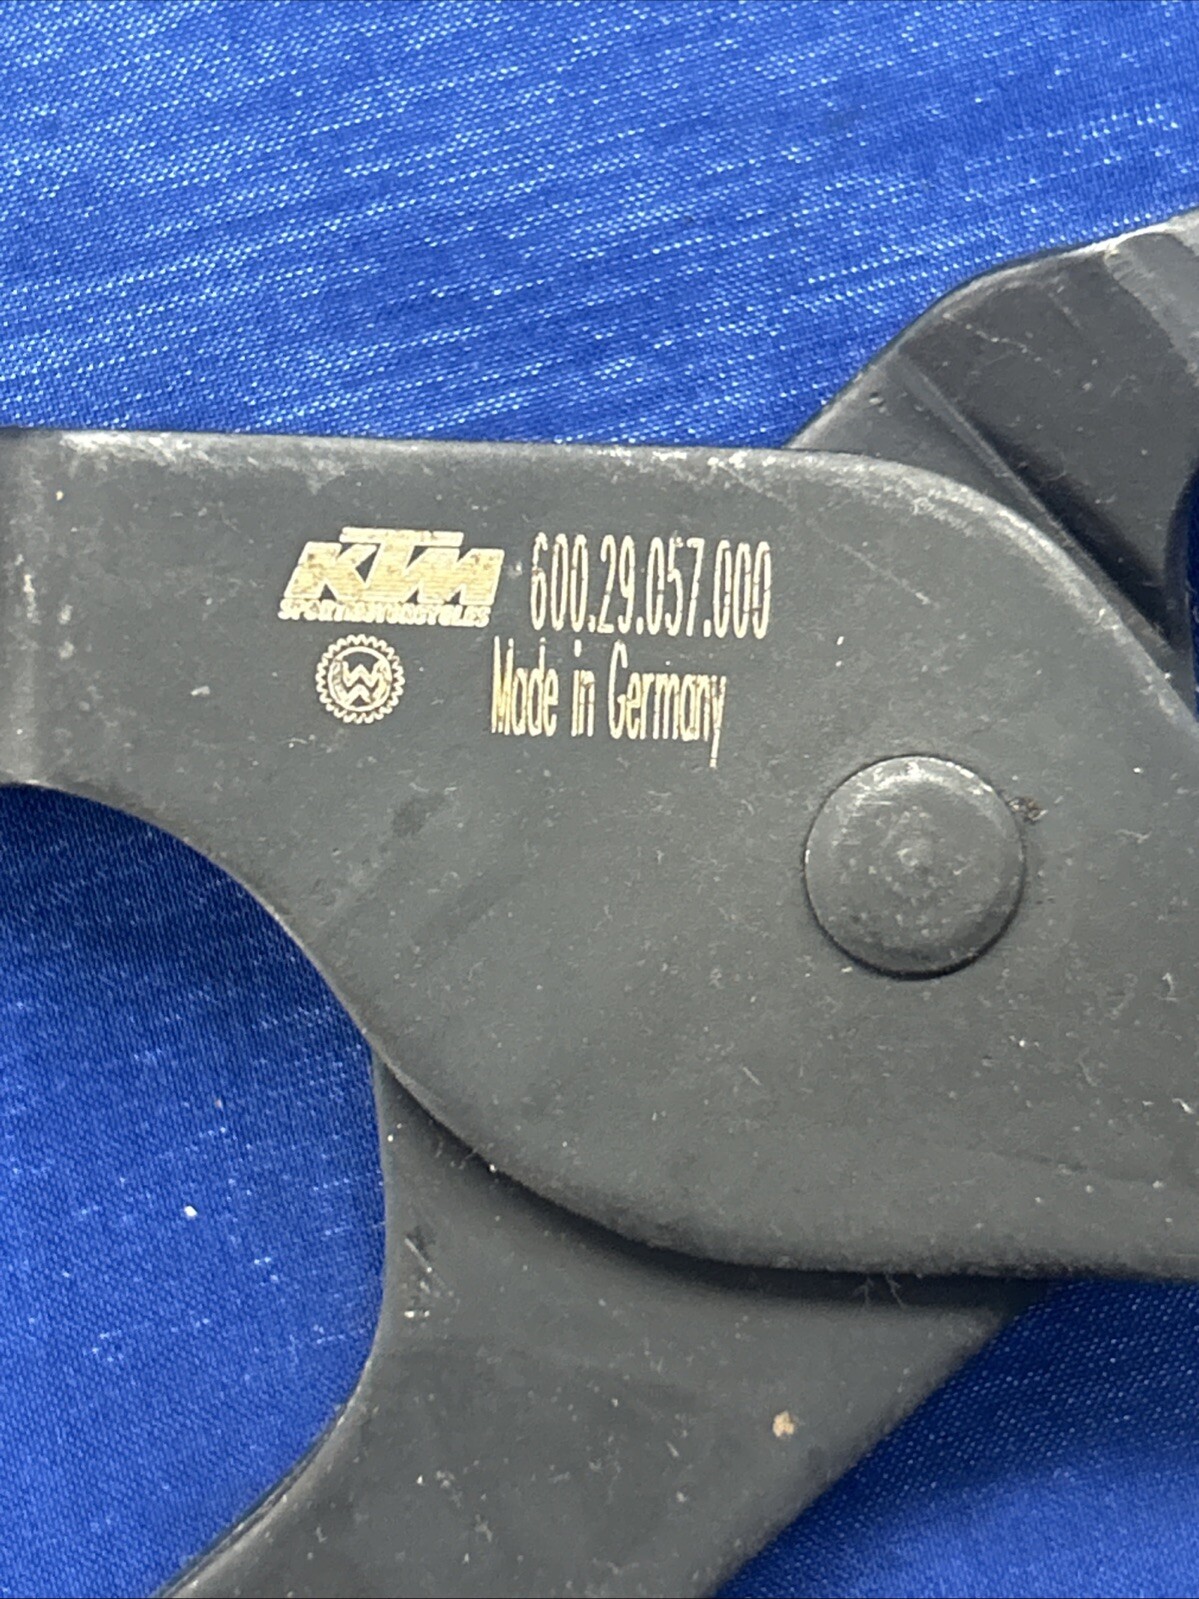 KTM 600.29.057.000
SPORTMOTORCYCLES
Made in Germany